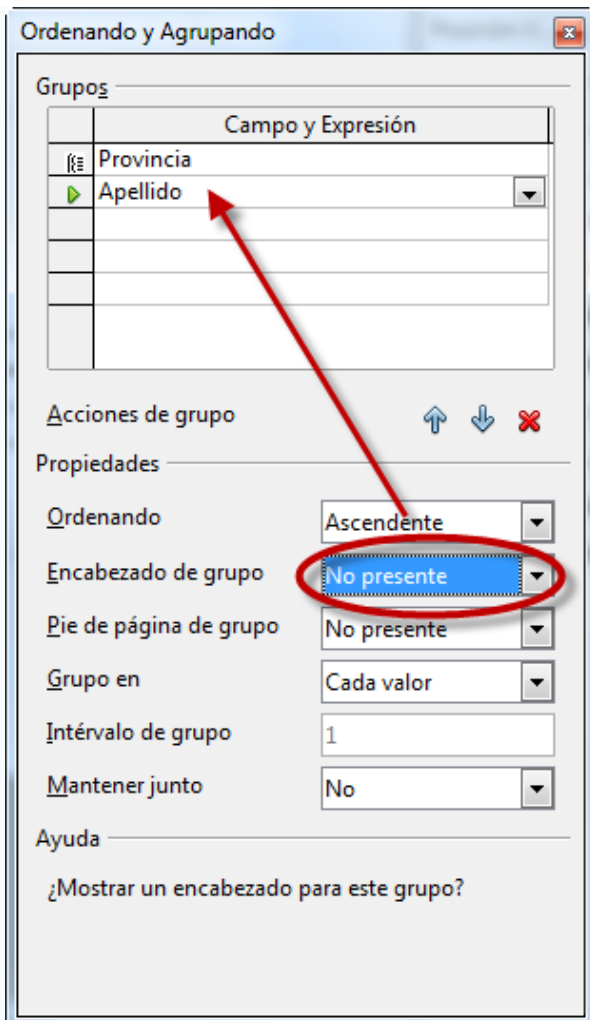 Ordenando y Agrupando
Grupos
Campo y Expresión
Provincia
Apellido
Acciones de grupo
Propiedades
Ordenando Ascendente
Encabezado de grupo No presente
Pie de página de grupo No presente
Grupo en Cada valor
Intérvalo de grupo 1
Mantener junto No
Ayuda
¿Mostrar un encabezado para este grupo?